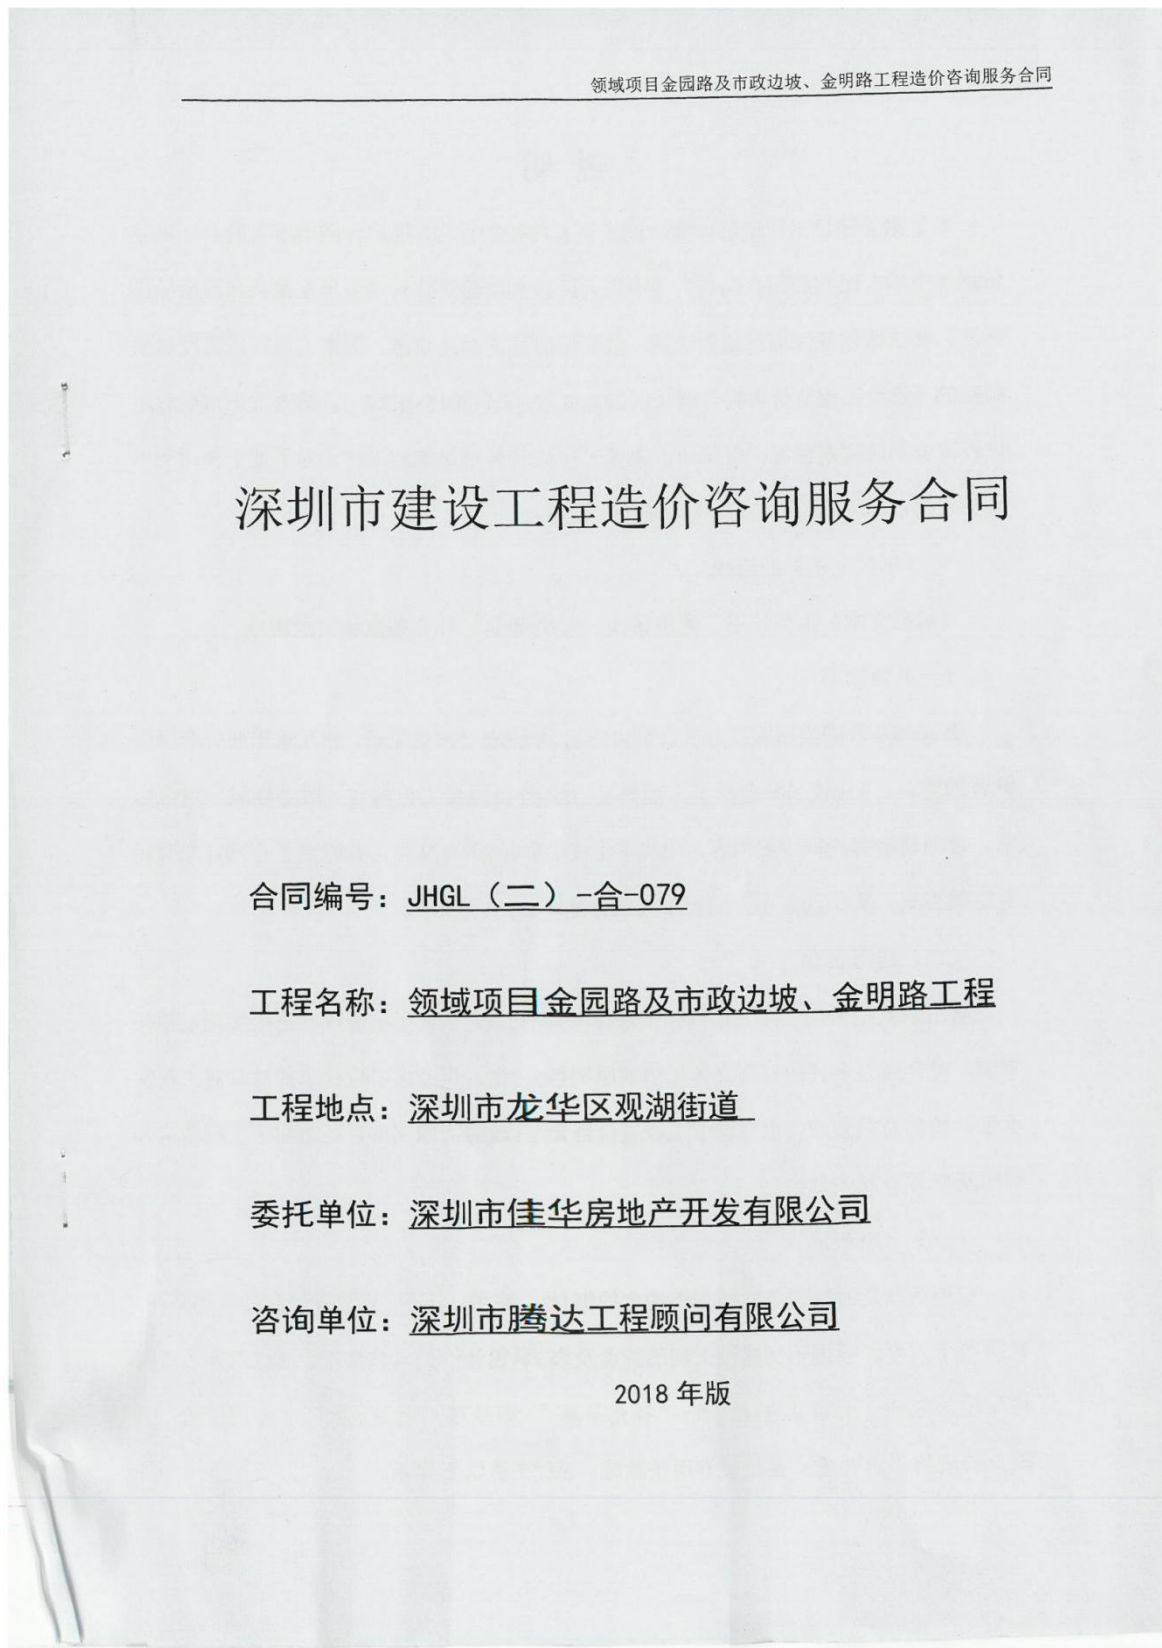 领域项目金园路及市政边坡、金明路工程造价咨询服务合同
深圳市建设工程造价咨询服务合同
合同编号：JHGL（二）-合-079
工程名称：领域项目金园路及市政边坡、金明路工程
工程地点：深圳市龙华区观湖街道
委托单位：深圳市佳华房地产开发有限公司
咨询单位：深圳市腾达工程顾问有限公司
2018 年版